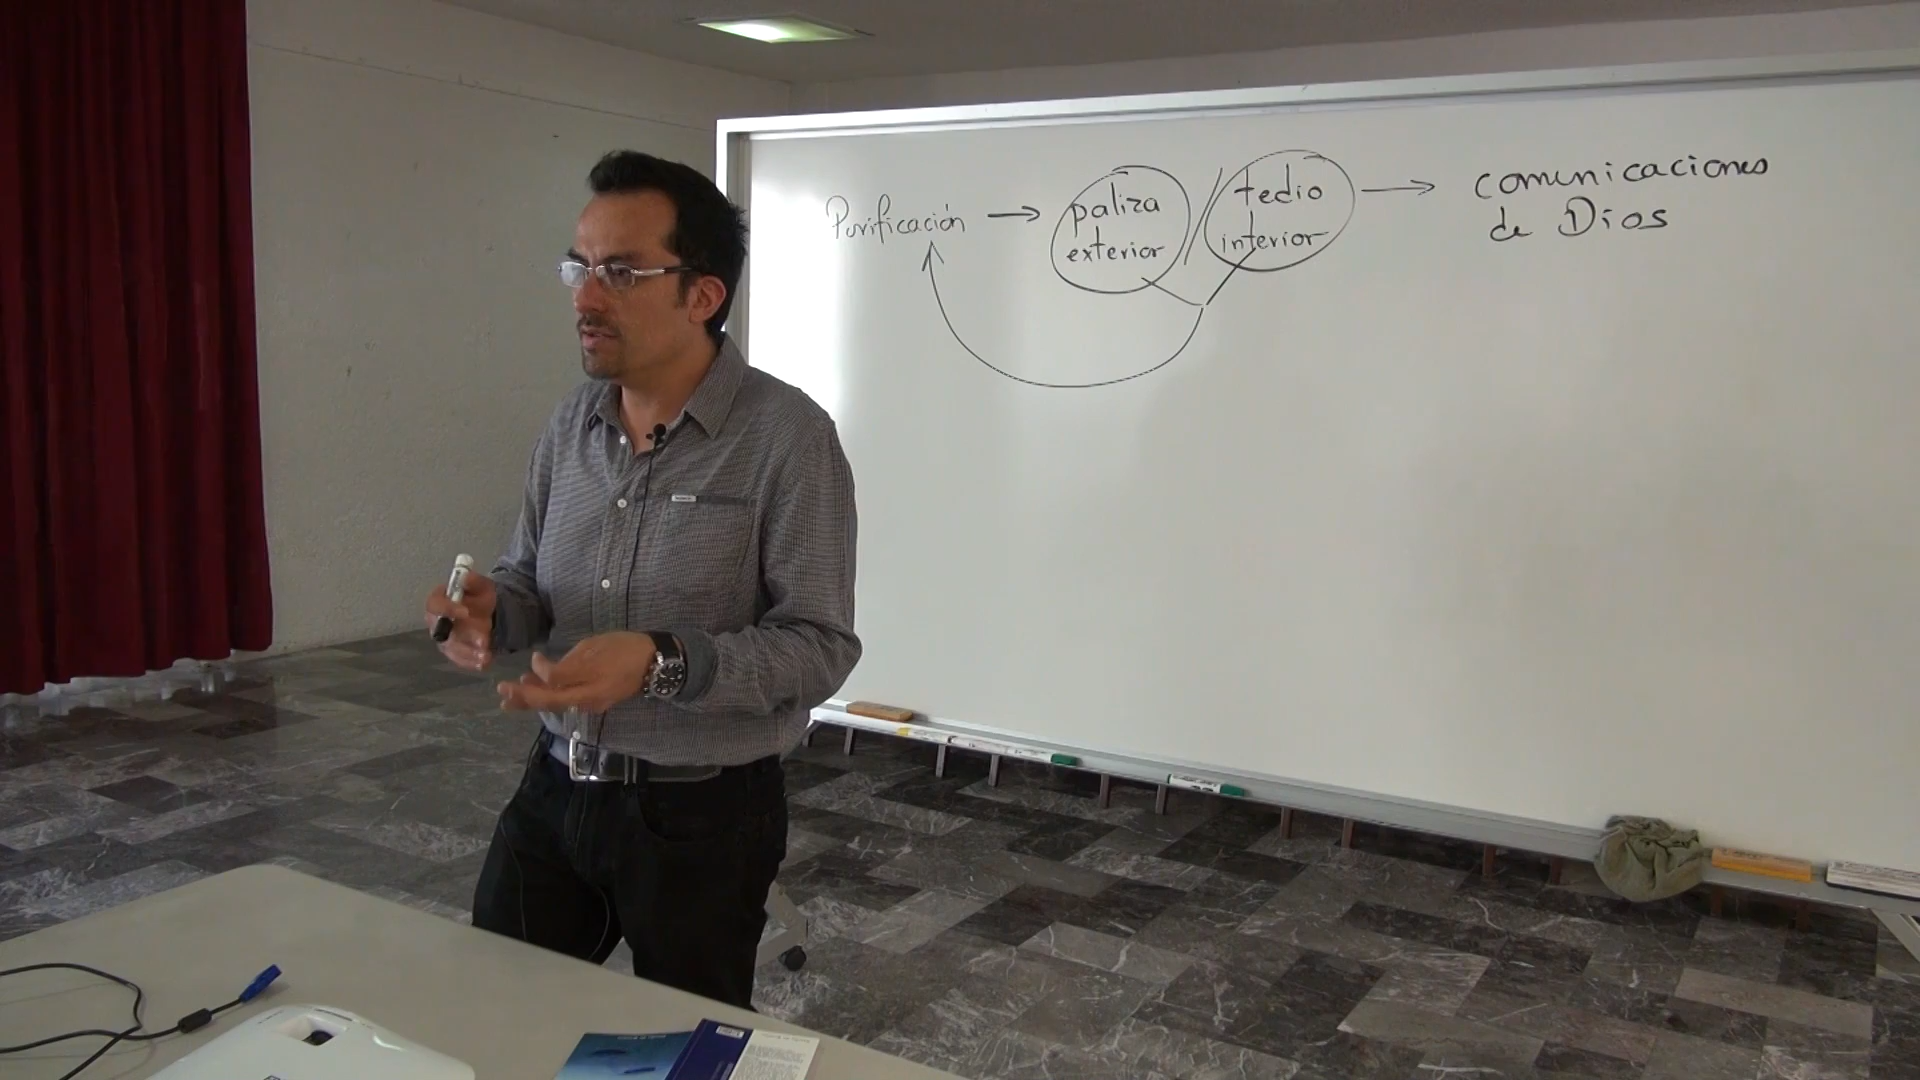 Purificación → paliza exterior / tedio interior → comunicaciones de Dios